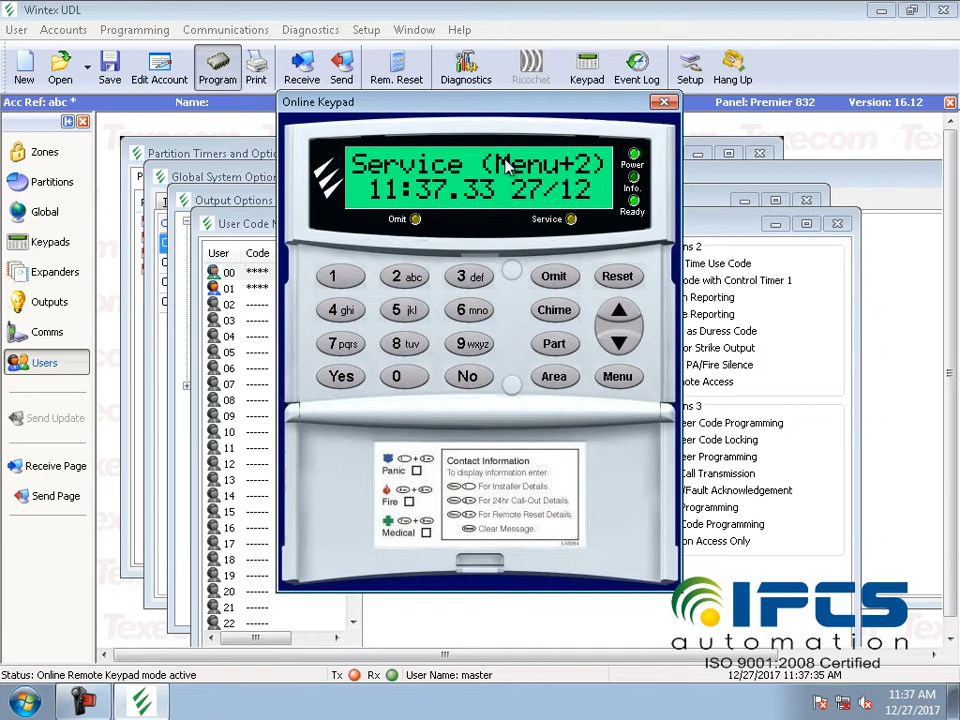 Wintex UDL
User Accounts Programming Communications Diagnostics Setup Window Help
New Open Save Edit Account Program Print Receive Send Rem. Reset Diagnostics Ricochet Keypad Event Log Setup Hang Up
Acc Ref: abc * Name: Panel: Premier 832 Version: 16.12
Online Keypad
Zones
Partitions
Global
Keypads
Expanders
Outputs
Comms
Users
Send Update
Receive Page
Send Page
Partition Timers and Optio
Global System Option
Output Options
User Code N
User Code
00 ****
01 ****
02 ------
03 ------
04 ------
05 ------
06 ------
07 ------
08 ------
09 ------
10 ------
11 ------
12 ------
13 ------
14 ------
15 ------
16 ------
17 ------
18 ------
19 ------
20 ------
21 ------
22 ------
Service (Menu+2)
11:37.33 27/12
Power
Info.
Ready
Omit Service
1 2 abc 3 def Omit Reset
4 ghi 5 jkl 6 mno Chime
7 pqrs 8 tuv 9 wxyz Part
Yes 0 No Area Menu
Panic
Fire
Medical
Contact Information
To display information enter:
For Installer Details.
For 24hr Call-Out Details.
For Remote Reset Details.
Clear Message.
ns 2
Time Use Code
ode with Control Timer 1
n Reporting
e Reporting
as Duress Code
or Strike Output
PA/Fire Silence
note Access
ns 3
eer Code Programming
eer Code Locking
Call Transmission
/Fault Acknowledgement
Programming
Code Programming
on Access Only
IPCS
automation
ISO 9001:2008 Certified
Status: Online Remote Keypad mode active Tx Rx User Name: master 12/27/2017 11:37:35 AM
11:37 AM
12/27/2017